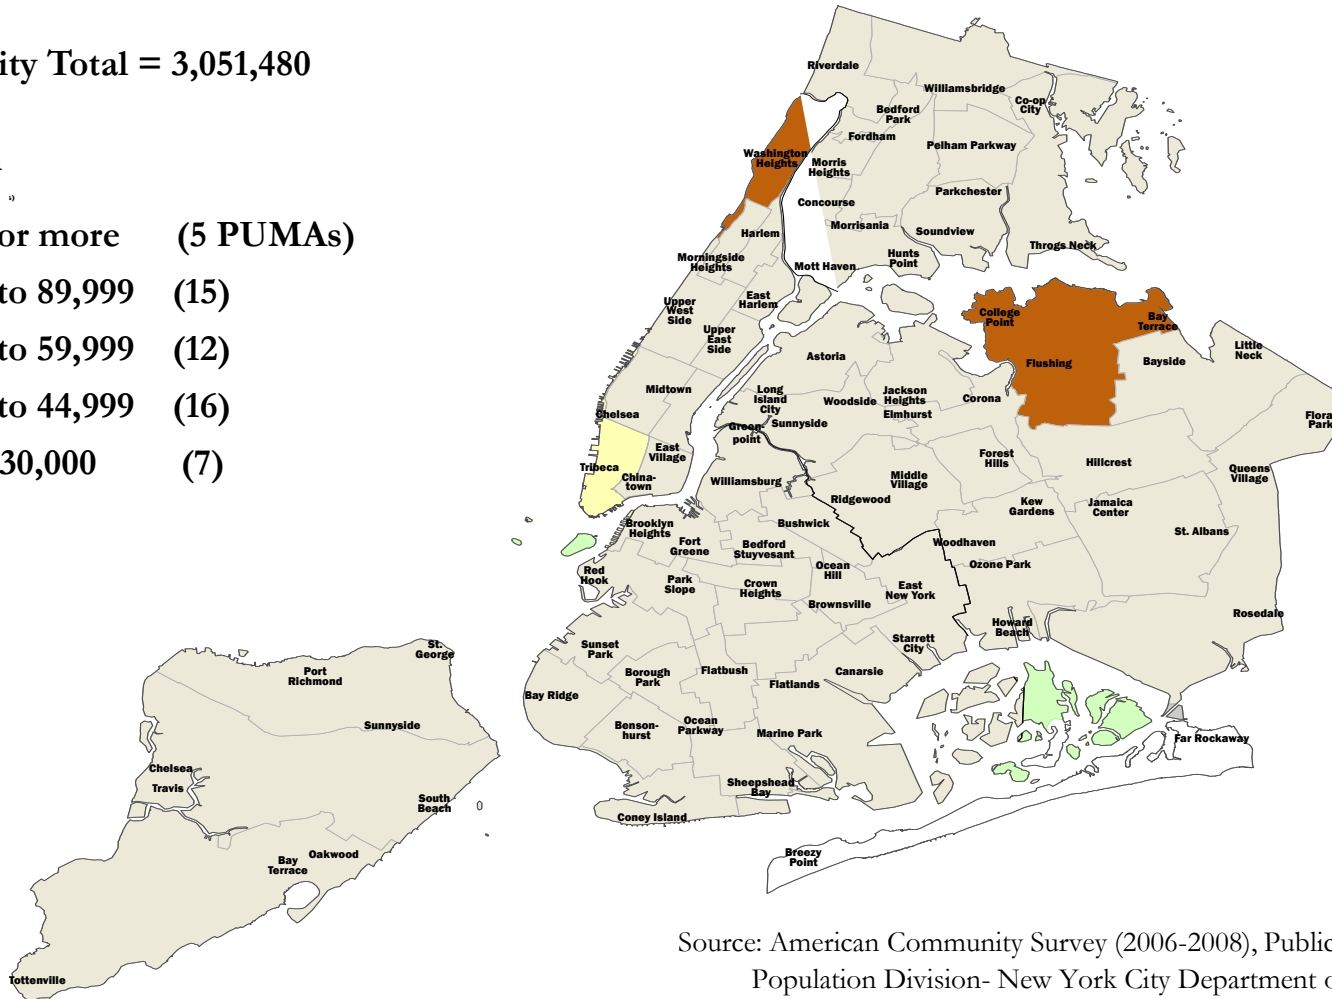 ity Total = 3,051,480
or more (5 PUMAs)
to 89,999 (15)
to 59,999 (12)
to 44,999 (16)
30,000 (7)
Riverdale
Williamsbridge
Co-op
City
Bedford
Park
Fordham
Pelham Parkway
Washington
Heights
Morris
Heights
Parkchester
Concourse
Morrisania
Soundview
Harlem
Throgs Neck
Hunts
Point
Morningside
Heights
Mott Haven
East
Harlem
Upper
West
Side
Upper
East
Side
College
Point
Bay
Terrace
Flushing
Bayside
Little
Neck
Astoria
Midtown
Long
Island
City
Woodside
Jackson
Heights
Elmhurst
Corona
Chelsea
Sunnyside
Green-
point
Flora
Park
East
Village
Tribeca
China-
town
Forest
Hills
Hillcrest
Queens
Village
Williamsburg
Middle
Village
Ridgewood
Kew
Gardens
Jamaica
Center
Brooklyn
Heights
Bushwick
St. Albans
Fort
Greene
Bedford
Stuyvesant
Woodhaven
Ozone Park
Red
Hook
Park
Slope
Crown
Heights
Ocean
Hill
East
New York
Brownsville
Rosedale
Howard
Beach
Sunset
Park
Starrett
City
St.
George
Port
Richmond
Borough
Park
Flatbush
Canarsie
Flatlands
Bay Ridge
Sunnyside
Benson-
hurst
Ocean
Parkway
Marine Park
Far Rockaway
Chelsea
Travis
Sheepshead
Bay
South
Beach
Coney Island
Breezy
Point
Bay
Terrace
Oakwood
Tottenville
Source: American Community Survey (2006-2008), Public
Population Division- New York City Department o